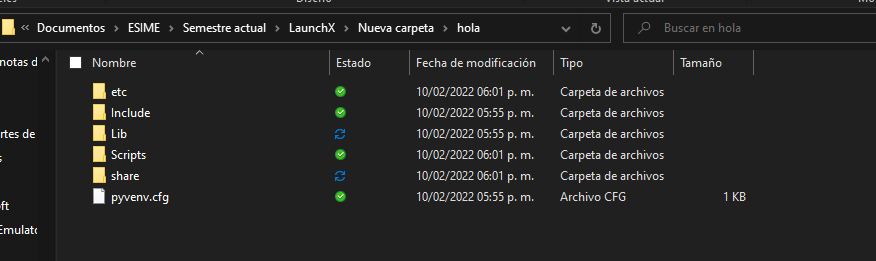 Diseño
« Documentos > ESIME > Semestre actual > LaunchX > Nueva carpeta > hola
Buscar en hola
notas d
Nombre Estado Fecha de modificación Tipo Tamaño
etc 10/02/2022 06:01 p. m. Carpeta de archivos
Include 10/02/2022 05:55 p. m. Carpeta de archivos
rtes de
Lib 10/02/2022 05:55 p. m. Carpeta de archivos
s
Scripts 10/02/2022 06:01 p. m. Carpeta de archivos
share 10/02/2022 06:01 p. m. Carpeta de archivos
pyvenv.cfg 10/02/2022 05:55 p. m. Archivo CFG 1 KB
oft
Emulato